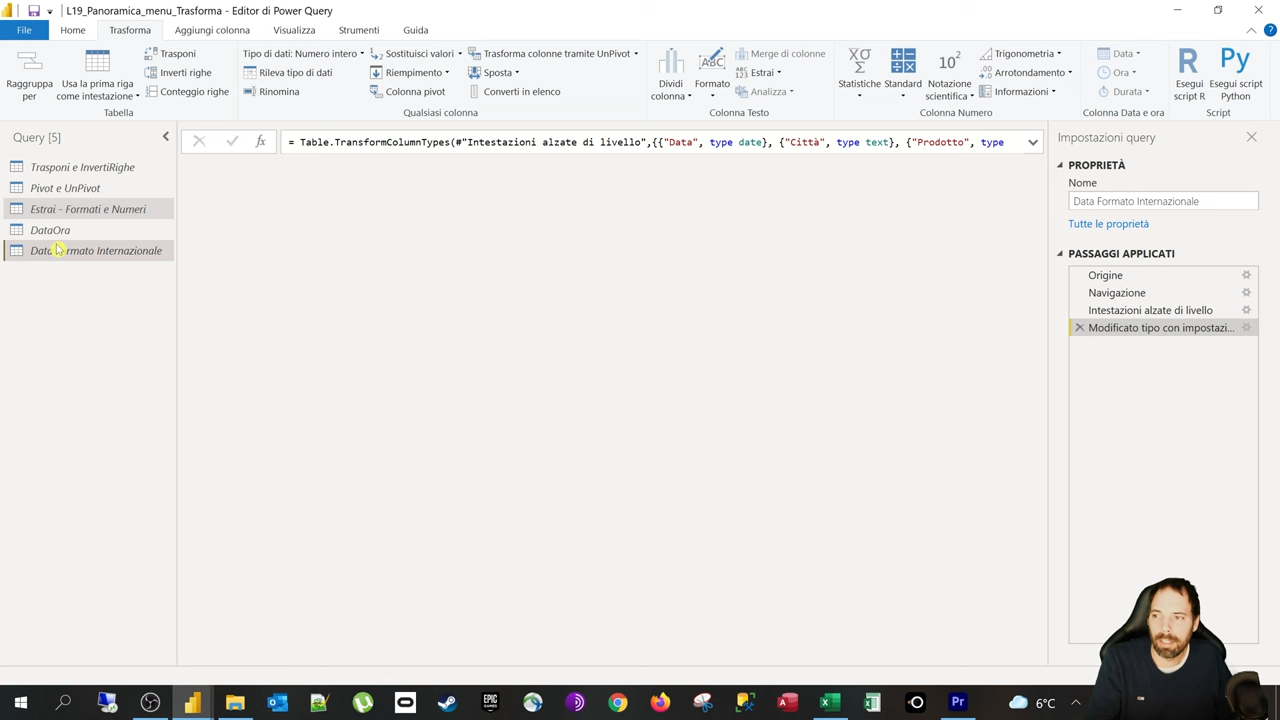 L19_Panoramica_menu_Trasforma - Editor di Power Query
File Home Trasforma Aggiungi colonna Visualizza Strumenti Guida
Raggruppa per
Usa la prima riga come intestazione
Trasponi
Inverti righe
Conteggio righe
Tabella
Tipo di dati: Numero intero
Rileva tipo di dati
Rinomina
Sostituisci valori
Riempimento
Colonna pivot
Trasforma colonne tramite UnPivot
Sposta
Converti in elenco
Qualsiasi colonna
Dividi colonna
ABC
Formato
Merge di colonne
Estrai
Analizza
Colonna Testo
Statistiche
Standard
10²
Notazione scientifica
Trigonometria
Arrotondamento
Informazioni
Colonna Numero
Data
Ora
Durata
Colonna Data e ora
R
Esegui script R
Py
Esegui script Python
Script
Query [5]
Trasponi e InvertiRighe
Pivot e UnPivot
Estrai - Formati e Numeri
DataOra
Data Formato Internazionale
fx
= Table.TransformColumnTypes(#"Intestazioni alzate di livello",{{"Data", type date}, {"Città", type text}, {"Prodotto", type
Impostazioni query
PROPRIETÀ
Nome
Data Formato Internazionale
Tutte le proprietà
PASSAGGI APPLICATI
Origine
Navigazione
Intestazioni alzate di livello
Modificato tipo con impostazi...
6°C